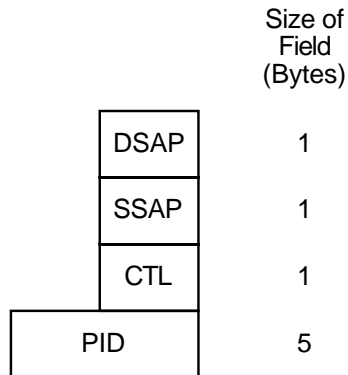 Size of
Field
(Bytes)
DSAP 1
SSAP 1
CTL 1
PID 5